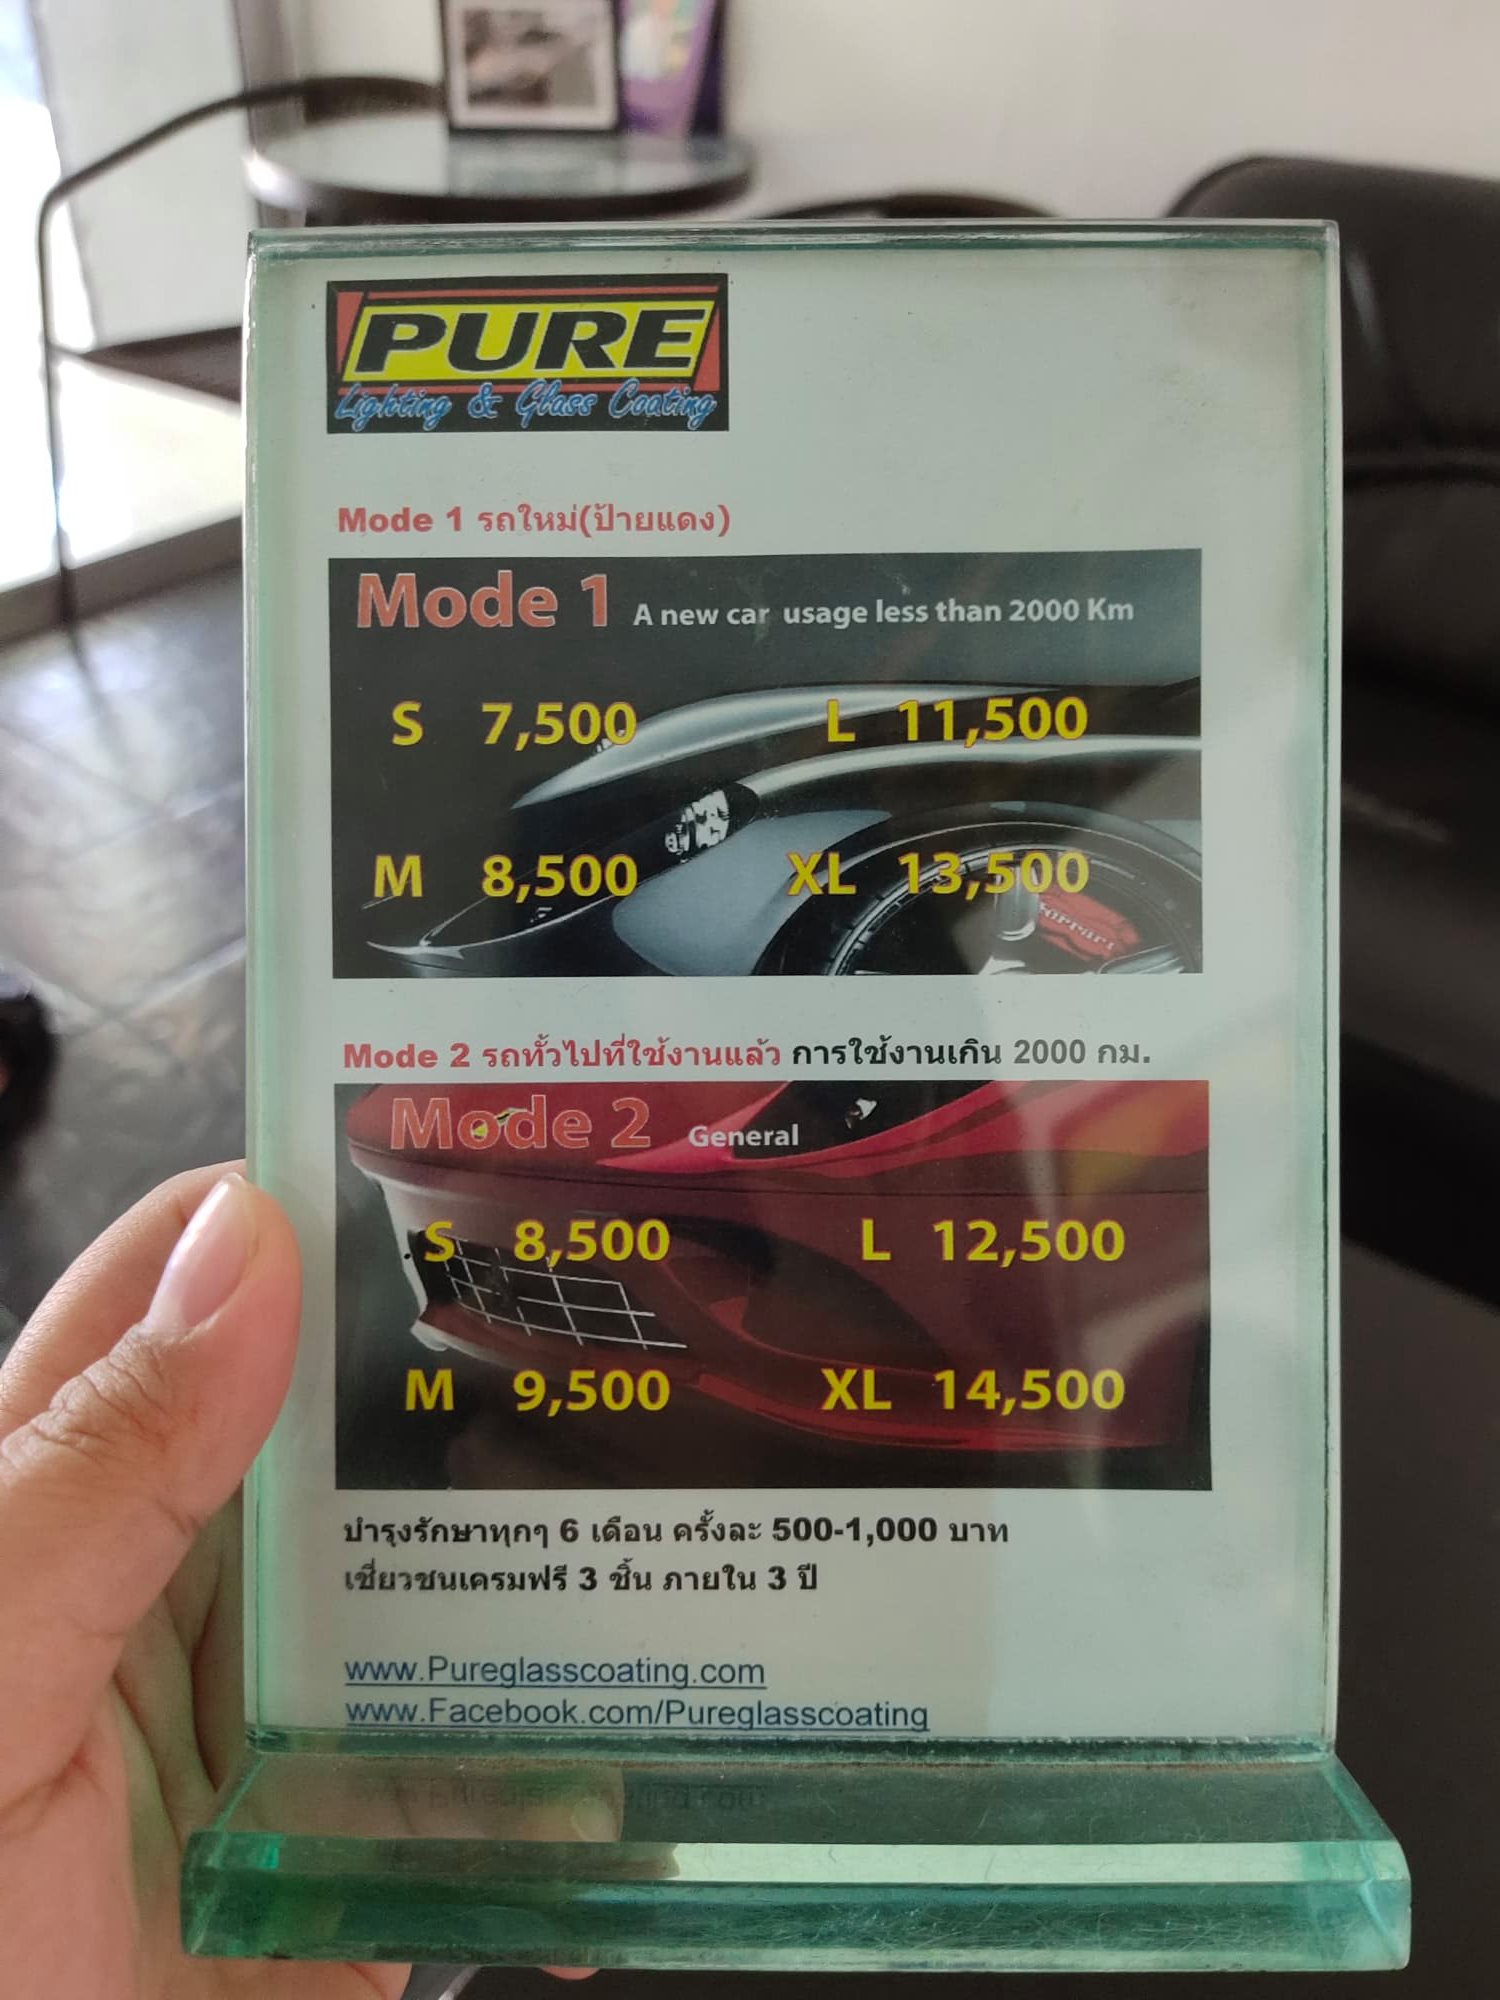 PURE
Lighting & Glass Coating
Mode 1 รถใหม่(ป้ายแดง)
Mode 1 A new car usage less than 2000 Km
S 7,500 L 11,500
M 8,500 XL 13,500
Ferrari
Mode 2 รถทั่วไปที่ใช้งานแล้ว การใช้งานเกิน 2000 กม.
Mode 2 General
S 8,500 L 12,500
M 9,500 XL 14,500
บำรุงรักษาทุกๆ 6 เดือน ครั้งละ 500-1,000 บาท
เชี่ยวชนเครมฟรี 3 ชิ้น ภายใน 3 ปี
www.Pureglasscoating.com
www.Facebook.com/Pureglasscoating